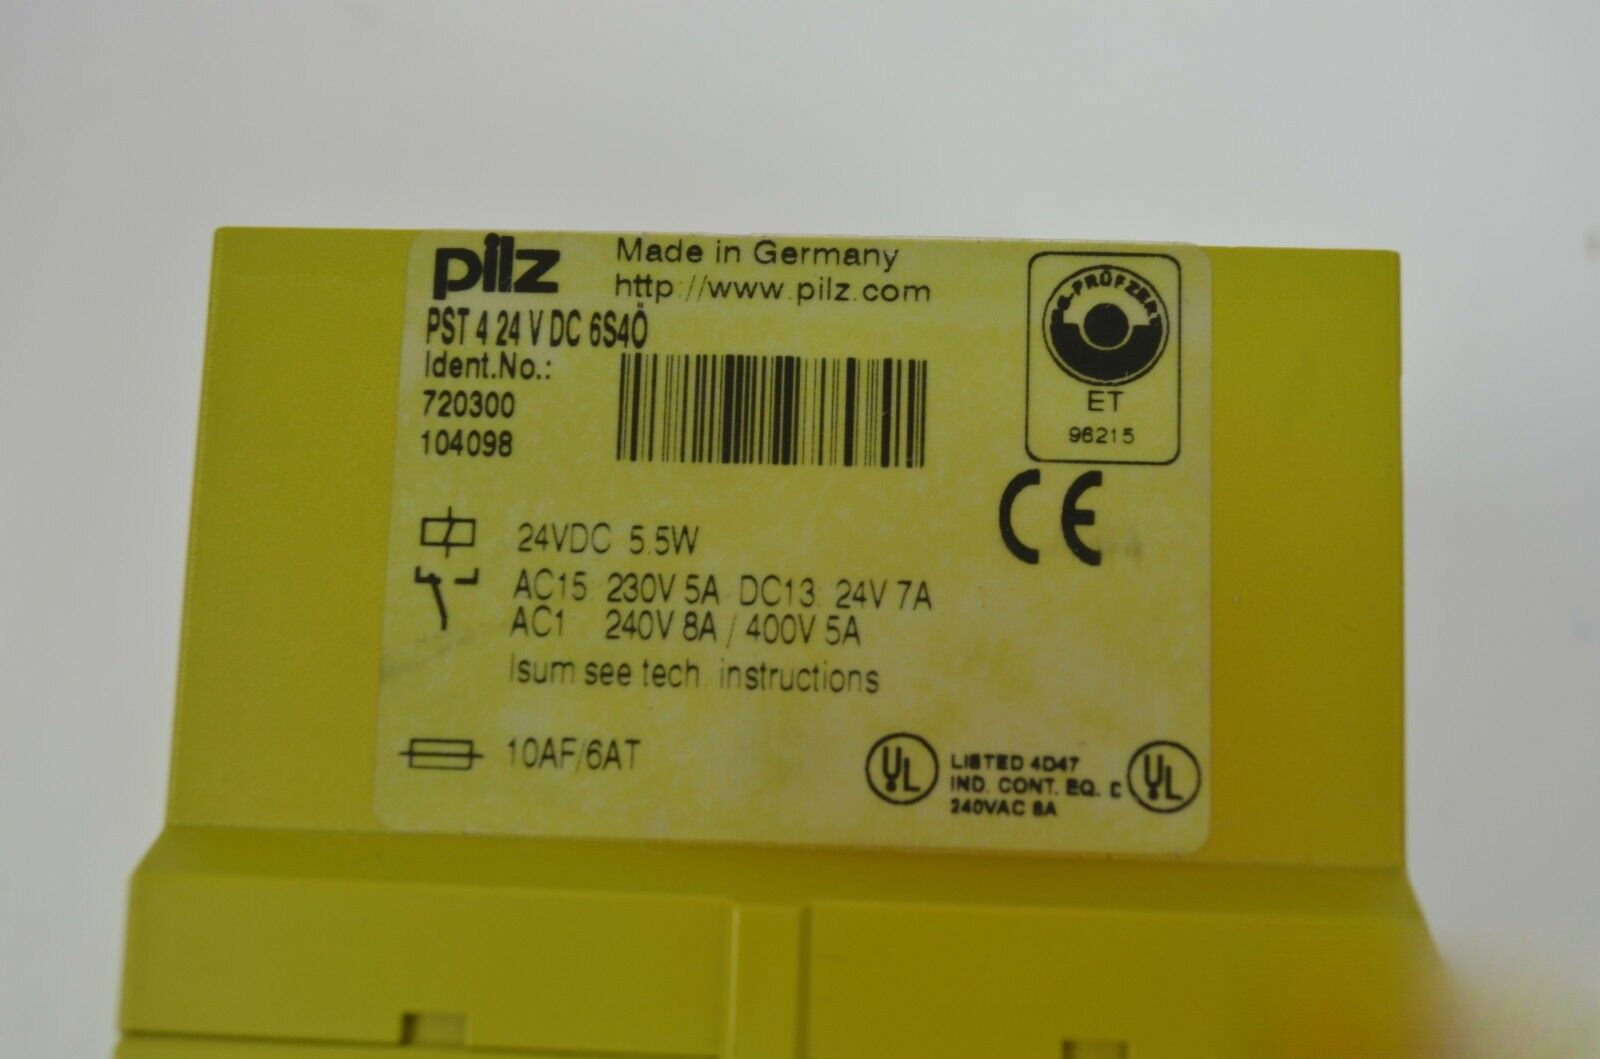 pilz
Made in Germany
http://www.pilz.com
PST 4 24 V DC 6S4Ö
Ident.No.:
720300
104098
ET
96215
CE
24VDC 5.5W
AC15. 230V 5A DC13. 24V 7A
AC1 240V 8A / 400V 5A
Isum see tech. instructions
10AF/6AT
UL
LISTED 4D47
IND. CONT. EQ. C
240VAC 8A
UL